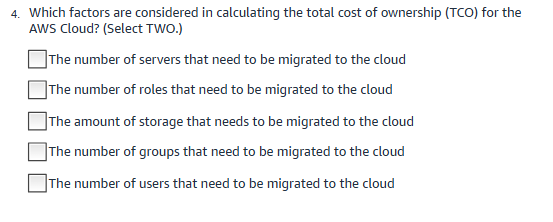 4. Which factors are considered in calculating the total cost of ownership (TCO) for the
AWS Cloud? (Select TWO.)
The number of servers that need to be migrated to the cloud
The number of roles that need to be migrated to the cloud
The amount of storage that needs to be migrated to the cloud
The number of groups that need to be migrated to the cloud
The number of users that need to be migrated to the cloud